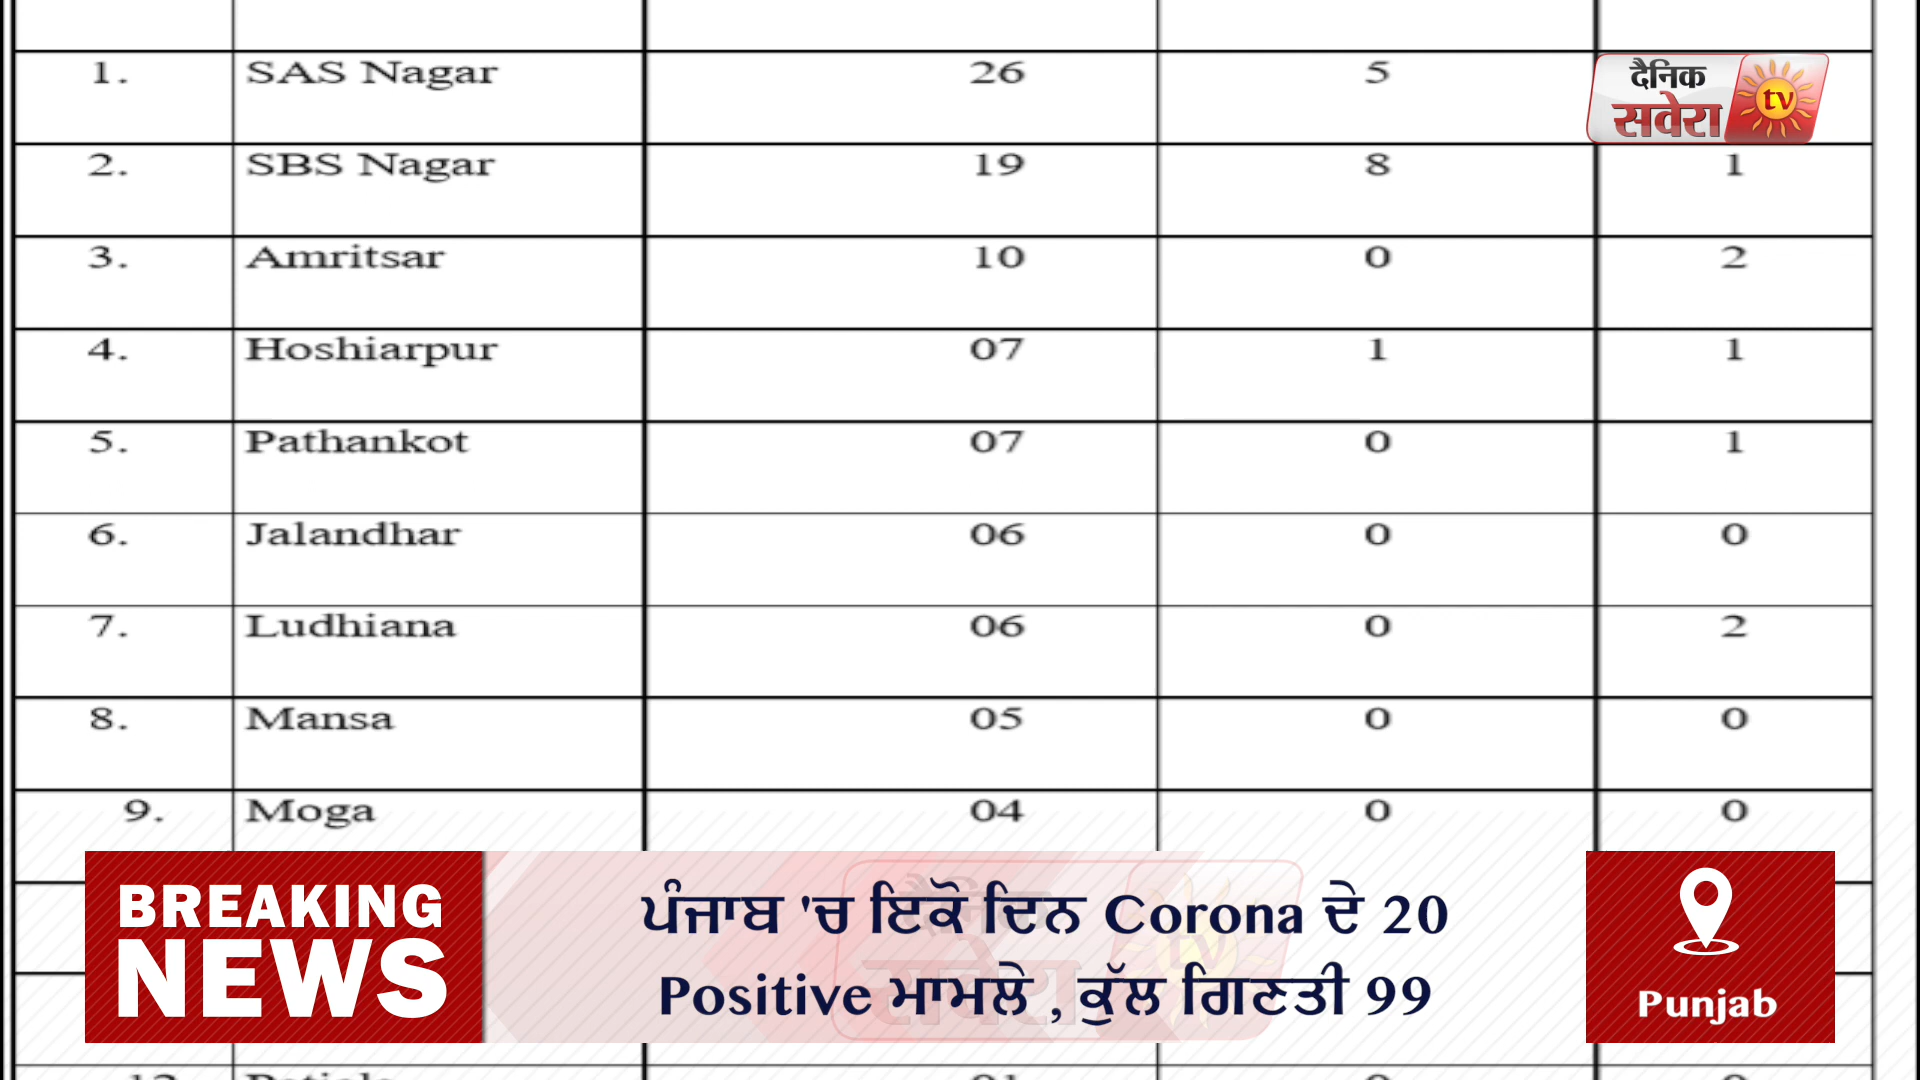 1. SAS Nagar 26 5
दैनिक
सवेरा tv
2. SBS Nagar 19 8 1
3. Amritsar 10 0 2
4. Hoshiarpur 07 1 1
5. Pathankot 07 0 1
6. Jalandhar 06 0 0
7. Ludhiana 06 0 2
8. Mansa 05 0 0
9. Moga 04 0 0
BREAKING
NEWS
ਪੰਜਾਬ 'ਚ ਇਕੋ ਦਿਨ Corona ਦੇ 20
Positive ਮਾਮਲੇ , ਕੁੱਲ ਗਿਣਤੀ 99
Punjab